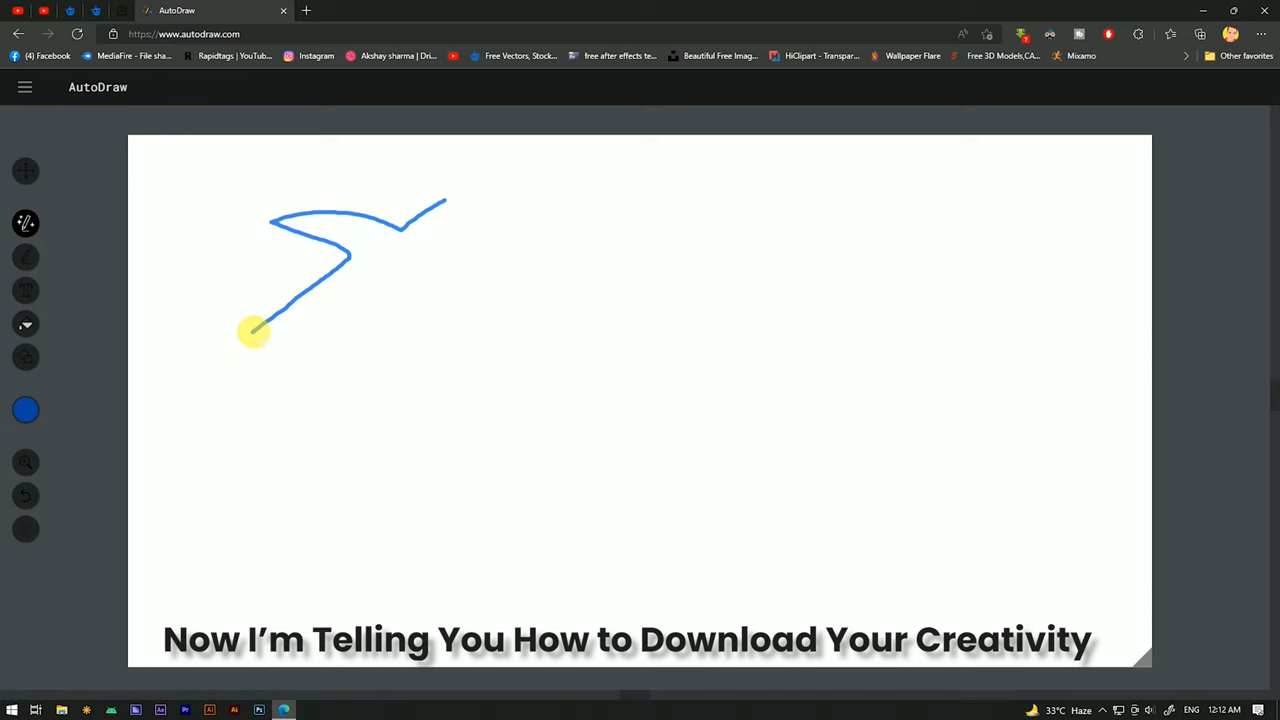 AutoDraw
https://www.autodraw.com
(4) Facebook
MediaFire - File sha...
Rapidtags | YouTub...
Instagram
Akshay sharma | Dri...
Free Vectors, Stock...
free after effects te...
Beautiful Free Imag...
HiClipart - Transpar...
Wallpaper Flare
Free 3D Models,CA...
Mixamo
Other favorites
AutoDraw
Now I'm Telling You How to Download Your Creativity
33°C Haze
ENG
12:12 AM